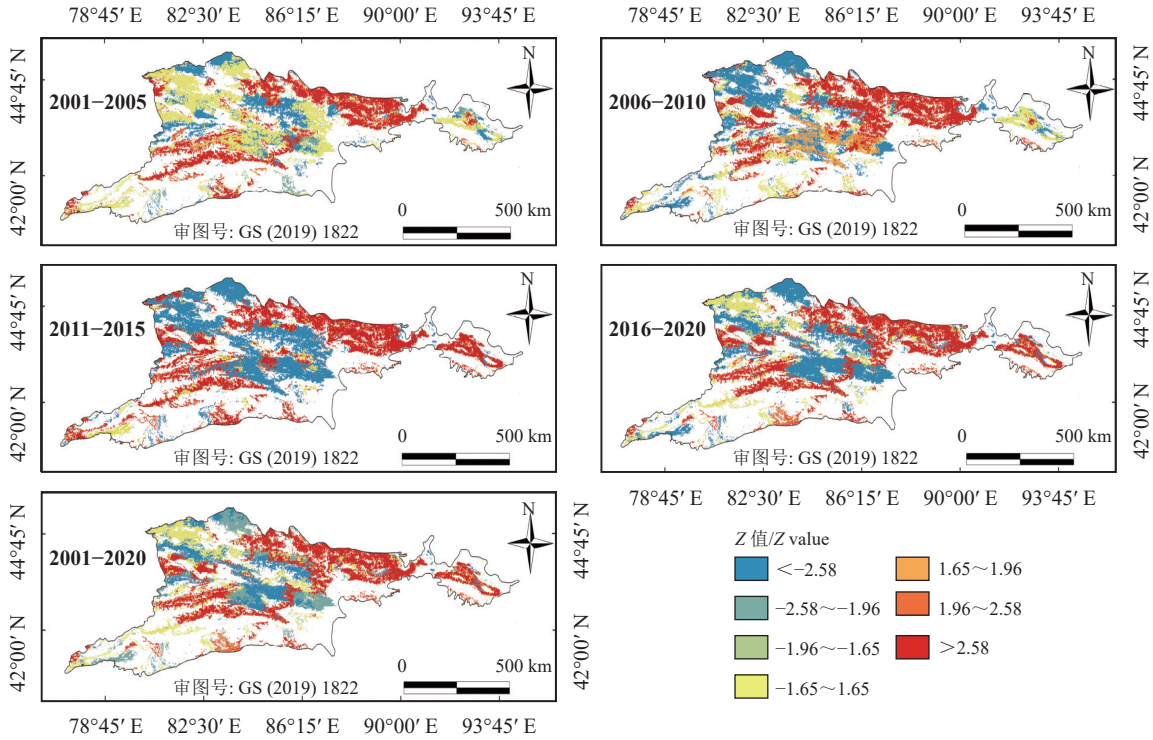 78°45′ E 82°30′ E 86°15′ E 90°00′ E 93°45′ E
78°45′ E 82°30′ E 86°15′ E 90°00′ E 93°45′ E
44°45′ N
42°00′ N
2001−2005
N
0 500 km
审图号: GS (2019) 1822
2006−2010
N
0 500 km
审图号: GS (2019) 1822
44°45′ N
42°00′ N
44°45′ N
42°00′ N
2011−2015
N
0 500 km
审图号: GS (2019) 1822
2016−2020
N
0 500 km
审图号: GS (2019) 1822
44°45′ N
42°00′ N
78°45′ E 82°30′ E 86°15′ E 90°00′ E 93°45′ E
44°45′ N
42°00′ N
2001−2020
N
0 500 km
审图号: GS (2019) 1822
44°45′ N
42°00′ N
78°45′ E 82°30′ E 86°15′ E 90°00′ E 93°45′ E
Z 值/Z value
<−2.58
−2.58～−1.96
−1.96～−1.65
−1.65～1.65
1.65～1.96
1.96～2.58
>2.58